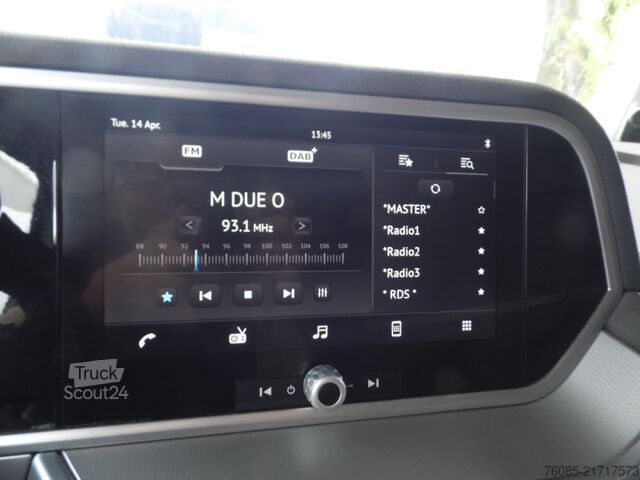 Tue. 14 Apr.
13:45
FM
DAB+
M DUE O
93.1 MHz
88 90 92 94 96 98 100 102 104 106 108
*MASTER*
*Radio1
*Radio2
*Radio3
* RDS *
Truck
Scout24
76085-21717573